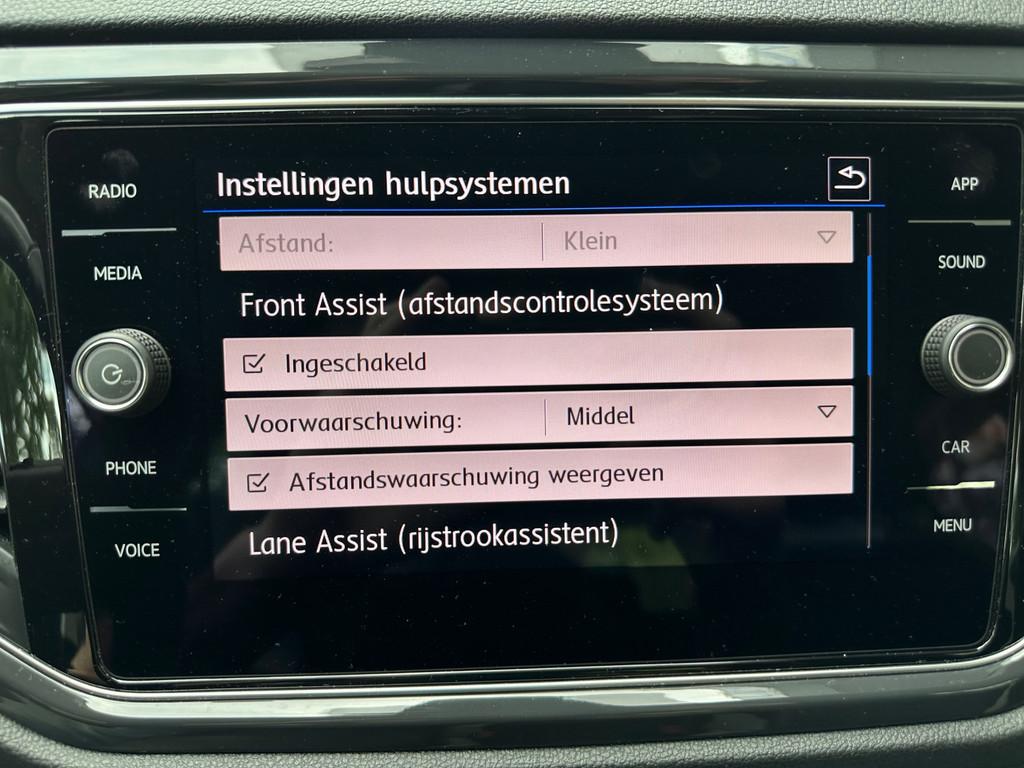 Instellingen hulpsystemen
RADIO
MEDIA
PHONE
VOICE
Afstand: Klein
Front Assist (afstandscontrolesysteem)
Ingeschakeld
Voorwaarschuwing: Middel
Afstandswaarschuwing weergeven
Lane Assist (rijstrookassistent)
APP
SOUND
CAR
MENU